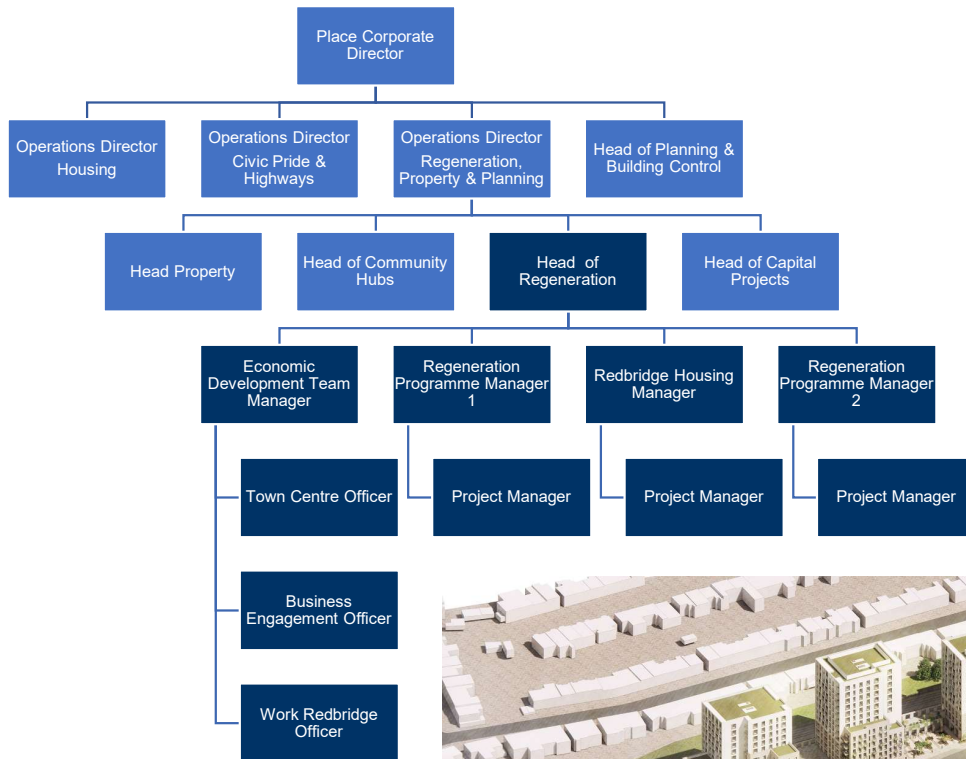 Place Corporate
Director
Operations Director
Housing
Operations Director
Civic Pride &
Highways
Operations Director
Regeneration,
Property & Planning
Head of Planning &
Building Control
Head Property
Head of Community
Hubs
Head of
Regeneration
Head of Capital
Projects
Economic
Development Team
Manager
Regeneration
Programme Manager
1
Redbridge Housing
Manager
Regeneration
Programme Manager
2
Town Centre Officer
Project Manager
Project Manager
Project Manager
Business
Engagement Officer
Work Redbridge
Officer